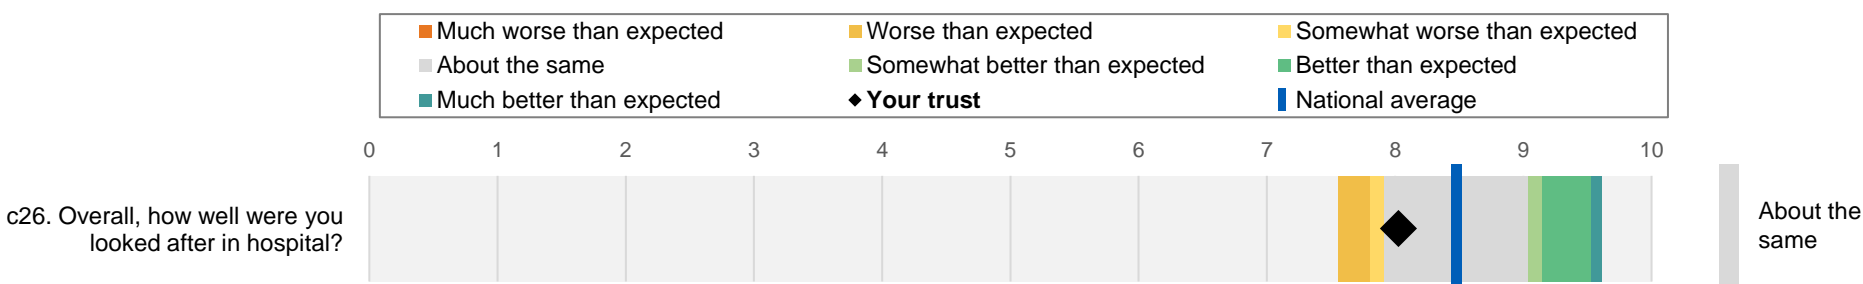 Much worse than expected
Worse than expected
Somewhat worse than expected
About the same
Somewhat better than expected
Better than expected
Much better than expected
Your trust
National average
0 1 2 3 4 5 6 7 8 9 10
c26. Overall, how well were you
looked after in hospital?
About the
same